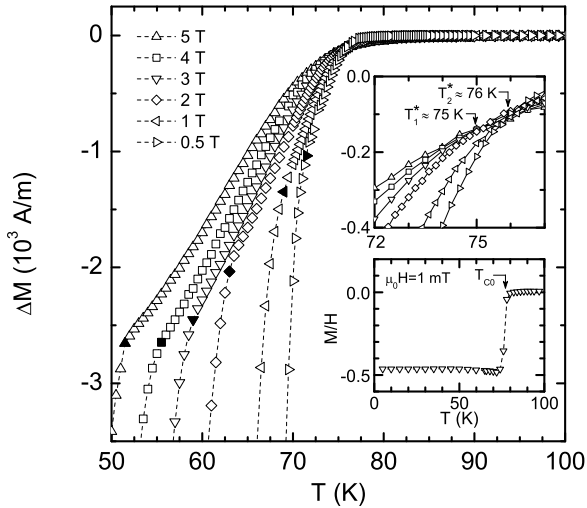 0
-1
-2
-3
ΔM (10³ A/m)
5 T
4 T
3 T
2 T
1 T
0.5 T
0.0
-0.2
-0.4
72
75
T₂* ≈ 76 K
T₁* ≈ 75 K
μ₀H=1 mT
T_C0
0.0
-0.5
M/H
0
50
100
T (K)
50
60
70
80
90
100
T (K)